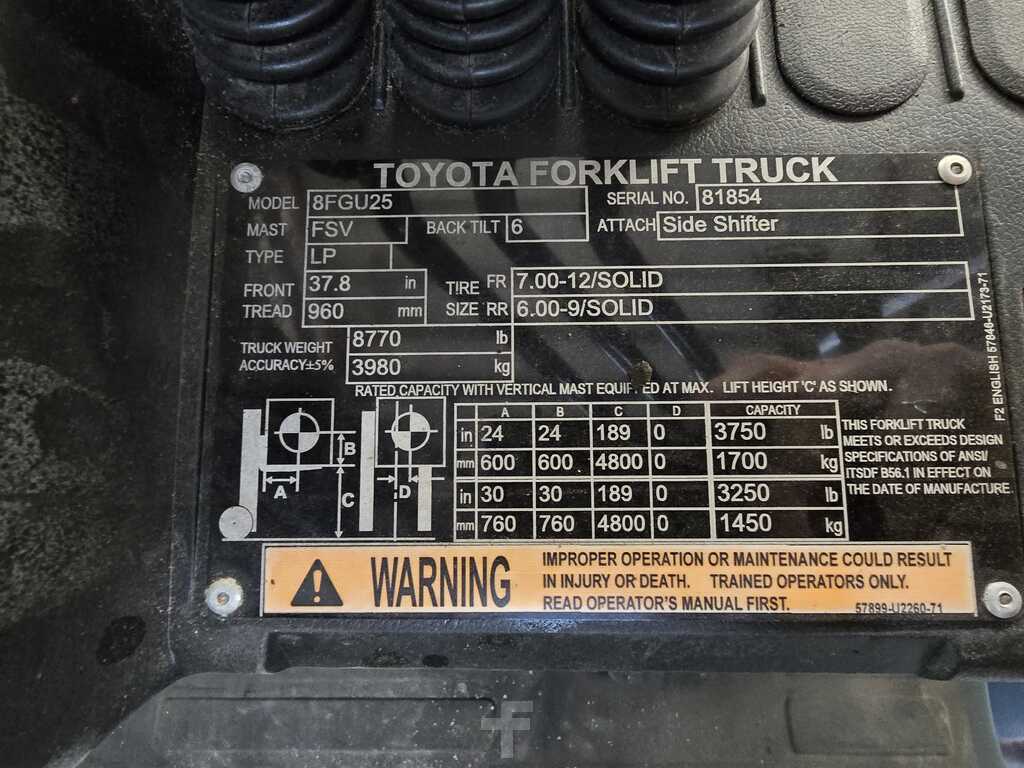 TOYOTA FORKLIFT TRUCK
MODEL 8FGU25 SERIAL NO. 81854
MAST FSV BACK TILT 6 ATTACH Side Shifter
TYPE LP
FRONT TREAD 37.8 in TIRE SIZE FR 7.00-12/SOLID
960 mm RR 6.00-9/SOLID
TRUCK WEIGHT 8770 lb
ACCURACY±5% 3980 kg
RATED CAPACITY WITH VERTICAL MAST EQUIPPED AT MAX. LIFT HEIGHT 'C' AS SHOWN.
A B C D CAPACITY
in 24 24 189 0 3750 lb
mm 600 600 4800 0 1700 kg
in 30 30 189 0 3250 lb
mm 760 760 4800 0 1450 kg
A B C D
THIS FORKLIFT TRUCK
MEETS OR EXCEEDS DESIGN
SPECIFICATIONS OF ANSI/
ITSDF B56.1 IN EFFECT ON
THE DATE OF MANUFACTURE.
F2 ENGLISH 57846-U2173-71
WARNING
IMPROPER OPERATION OR MAINTENANCE COULD RESULT
IN INJURY OR DEATH. TRAINED OPERATORS ONLY.
READ OPERATOR'S MANUAL FIRST. 57899-U2260-71